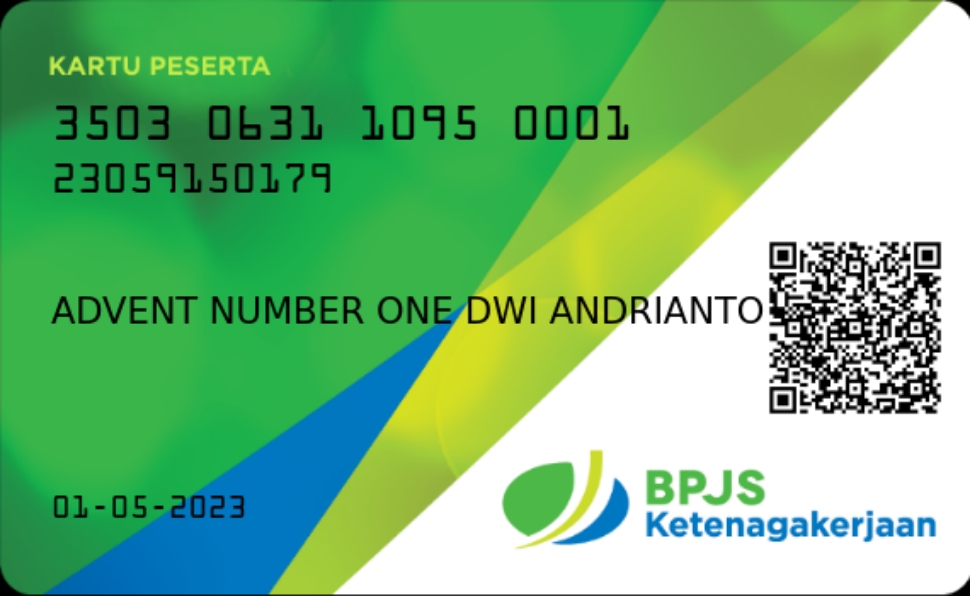 KARTU PESERTA
3503 0631 1095 0001
23059150179
ADVENT NUMBER ONE DWI ANDRIANTO
01-05-2023
BPJS
Ketenagakerjaan